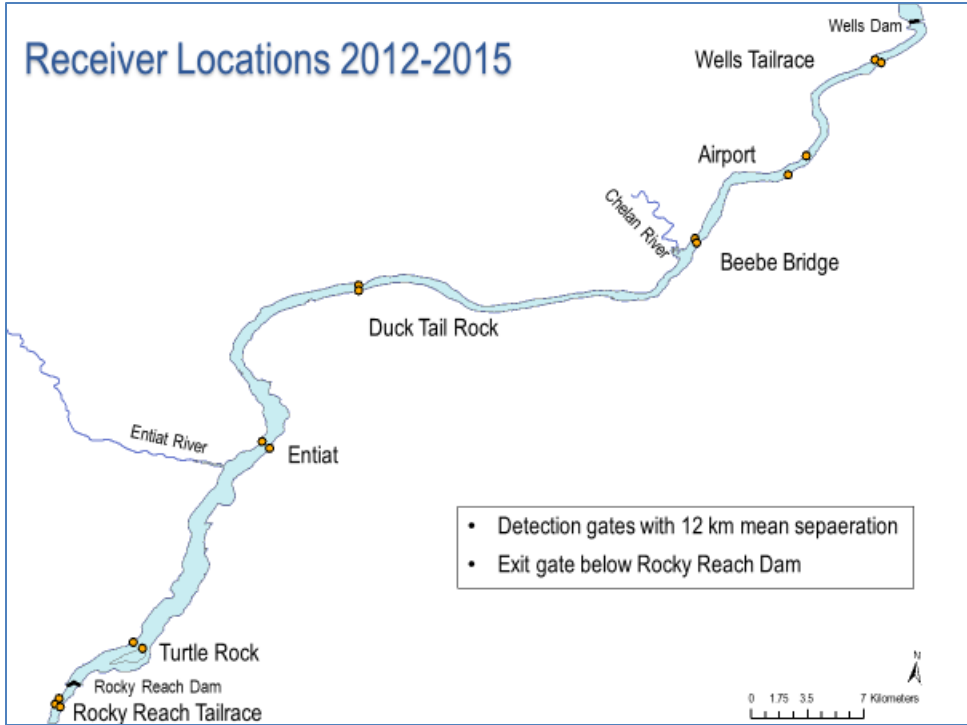 Receiver Locations 2012-2015
Wells Dam
Wells Tailrace
Airport
Chelan River
Beebe Bridge
Duck Tail Rock
Entiat River
Entiat
• Detection gates with 12 km mean sepaeration
• Exit gate below Rocky Reach Dam
Turtle Rock
Rocky Reach Dam
Rocky Reach Tailrace
N
0 1.75 3.5 7 Kilometers